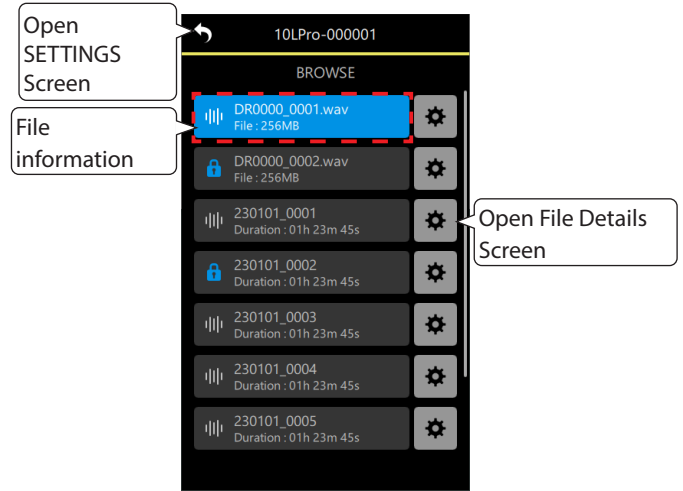 Open
SETTINGS
Screen
10LPro-000001
BROWSE
DR0000_0001.wav
File : 256MB
File
information
DR0000_0002.wav
File : 256MB
230101_0001
Duration : 01h 23m 45s
Open File Details
Screen
230101_0002
Duration : 01h 23m 45s
230101_0003
Duration : 01h 23m 45s
230101_0004
Duration : 01h 23m 45s
230101_0005
Duration : 01h 23m 45s